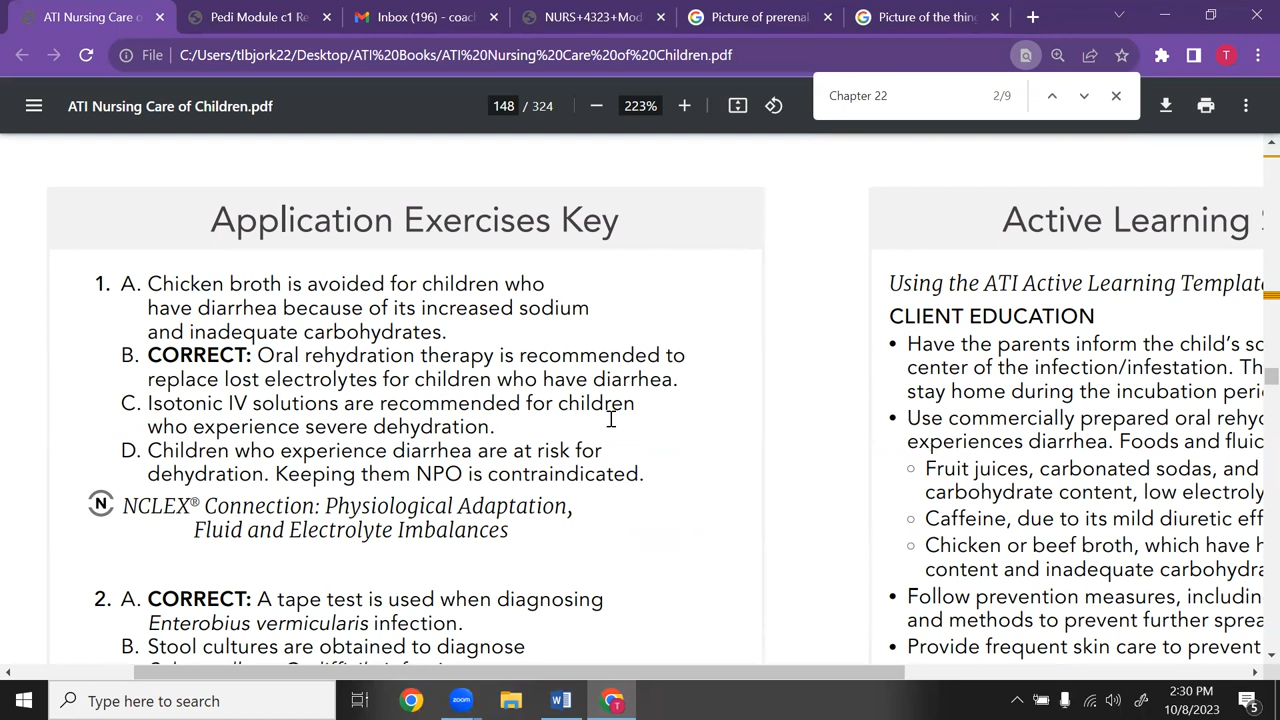 ATI Nursing Care of
Pedi Module c1 Re
Inbox (196) - coac
NURS+4323+Mod
Picture of prerena
Picture of the thin
File C:/Users/tlbjork22/Desktop/ATI%20Books/ATI%20Nursing%20Care%20of%20Children.pdf
T
ATI Nursing Care of Children.pdf
148 / 324
223%
Chapter 22 2/9
Application Exercises Key
1. A. Chicken broth is avoided for children who
have diarrhea because of its increased sodium
and inadequate carbohydrates.
B. CORRECT: Oral rehydration therapy is recommended to
replace lost electrolytes for children who have diarrhea.
C. Isotonic IV solutions are recommended for children
who experience severe dehydration.
D. Children who experience diarrhea are at risk for
dehydration. Keeping them NPO is contraindicated.
N NCLEX® Connection: Physiological Adaptation,
Fluid and Electrolyte Imbalances
2. A. CORRECT: A tape test is used when diagnosing
Enterobius vermicularis infection.
B. Stool cultures are obtained to diagnose
Active Learning
Using the ATI Active Learning Template
CLIENT EDUCATION
• Have the parents inform the child's sc
center of the infection/infestation. Th
stay home during the incubation peri
• Use commercially prepared oral rehyd
experiences diarrhea. Foods and fluid
○ Fruit juices, carbonated sodas, and
carbohydrate content, low electroly
○ Caffeine, due to its mild diuretic eff
○ Chicken or beef broth, which have h
content and inadequate carbohydra
• Follow prevention measures, including
and methods to prevent further sprea
• Provide frequent skin care to prevent
Type here to search
zoom
T
2:30 PM
10/8/2023
5